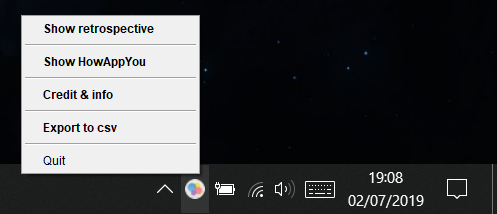 Show retrospective
Show HowAppYou
Credit & info
Export to csv
Quit
19:08
02/07/2019